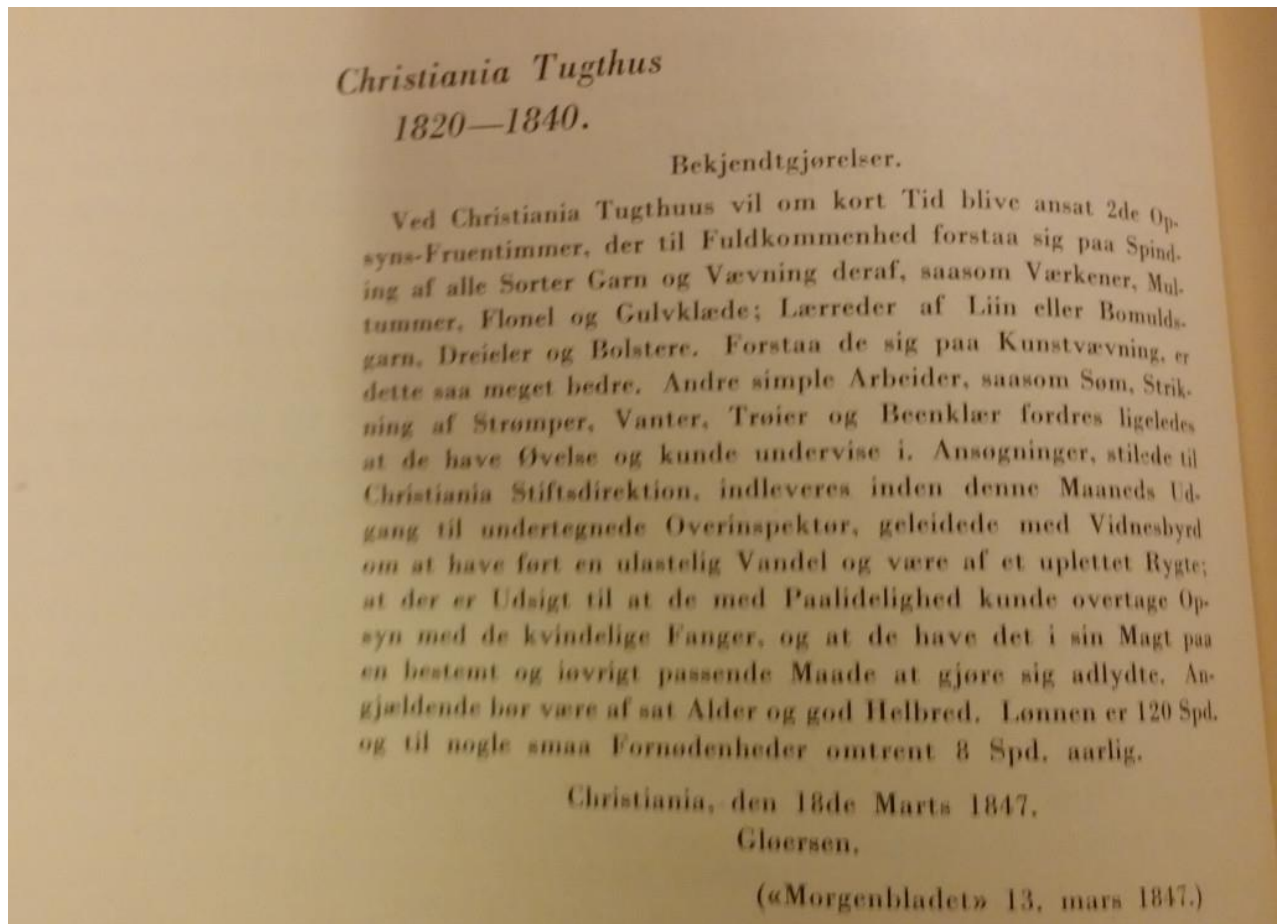 Christiania Tugthus
1820—1840.
Bekjendtgjørelser.
Ved Christiania Tugthuus vil om kort Tid blive ansat 2de Op-
syns-Fruentimmer, der til Fuldkommenhed forstaa sig paa Spind-
ing af alle Sorter Garn og Vævning deraf, saasom Værkener, Mul-
tummer, Flonel og Gulvklæde; Lærreder af Liin eller Bomulds-
garn, Dreieler og Bolstere. Forstaa de sig paa Kunstvævning, er
dette saa meget bedre. Andre simple Arbeider, saasom Søm, Strik-
ning af Strømper, Vanter, Trøier og Beenklær fordres ligeledes
at de have Øvelse og kunde undervise i. Ansøgninger, stilede til
Christiania Stiftsdirektion, indleveres inden denne Maaneds Ud-
gang til undertegnede Overinspektør, geleidede med Vidnesbyrd
om at have ført en ulastelig Vandel og være af et uplettet Rygte;
at der er Udsigt til at de med Paalidelighed kunde overtage Op-
syn med de kvindelige Fanger, og at de have det i sin Magt paa
en bestemt og iøvrigt passende Maade at gjøre sig adlydte. An-
gjældende bør være af sat Alder og god Helbred. Lønnen er 120 Spd.
og til nogle smaa Fornødenheder omtrent 8 Spd. aarlig.
Christiania, den 18de Marts 1847.
Gløersen.
(«Morgenbladet» 13. mars 1847.)